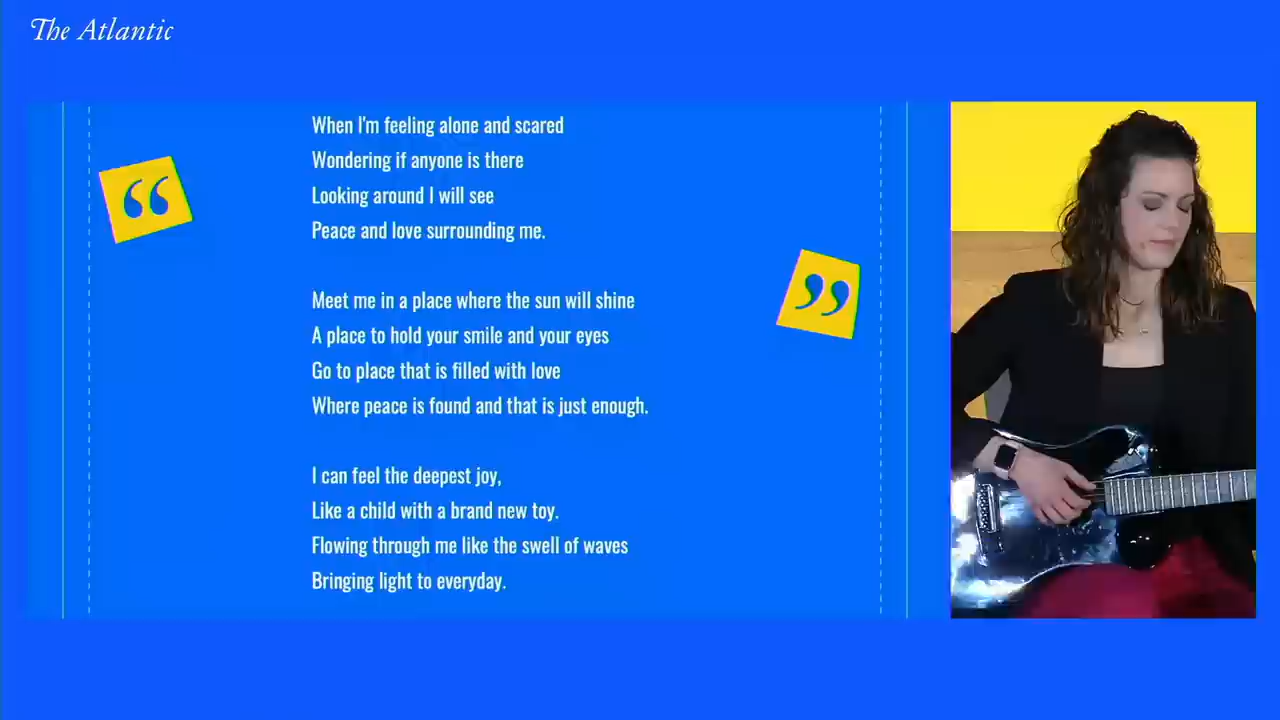 The Atlantic
When I'm feeling alone and scared
Wondering if anyone is there
Looking around I will see
Peace and love surrounding me.
Meet me in a place where the sun will shine
A place to hold your smile and your eyes
Go to place that is filled with love
Where peace is found and that is just enough.
I can feel the deepest joy,
Like a child with a brand new toy.
Flowing through me like the swell of waves
Bringing light to everyday.